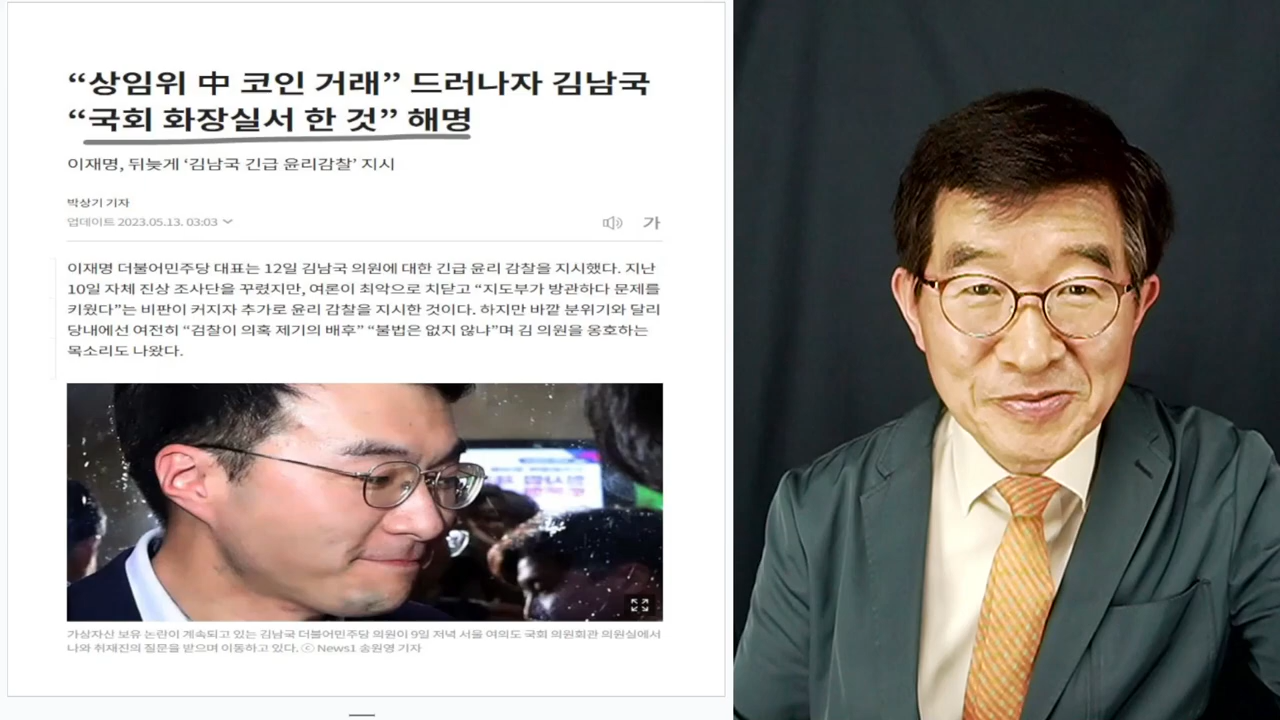 “상임위 中 코인 거래” 드러나자 김남국
“국회 화장실서 한 것” 해명
이재명, 뒤늦게 ‘김남국 긴급 윤리감찰’ 지시
박상기 기자
업데이트 2023.05.13. 03:03
가
이재명 더불어민주당 대표는 12일 김남국 의원에 대한 긴급 윤리 감찰을 지시했다. 지난
10일 자체 진상 조사단을 꾸렸지만, 여론이 최악으로 치닫고 “지도부가 방관하다 문제를
키웠다”는 비판이 커지자 추가로 윤리 감찰을 지시한 것이다. 하지만 바깥 분위기와 달리
당내에선 여전히 “검찰이 의혹 제기의 배후” “불법은 없지 않냐”며 김 의원을 옹호하는
목소리도 나왔다.
가상자산 보유 논란이 계속되고 있는 김남국 더불어민주당 의원이 9일 저녁 서울 여의도 국회 의원회관 의원실에서
나와 취재진의 질문을 받으며 이동하고 있다. ⓒ News1 송원영 기자